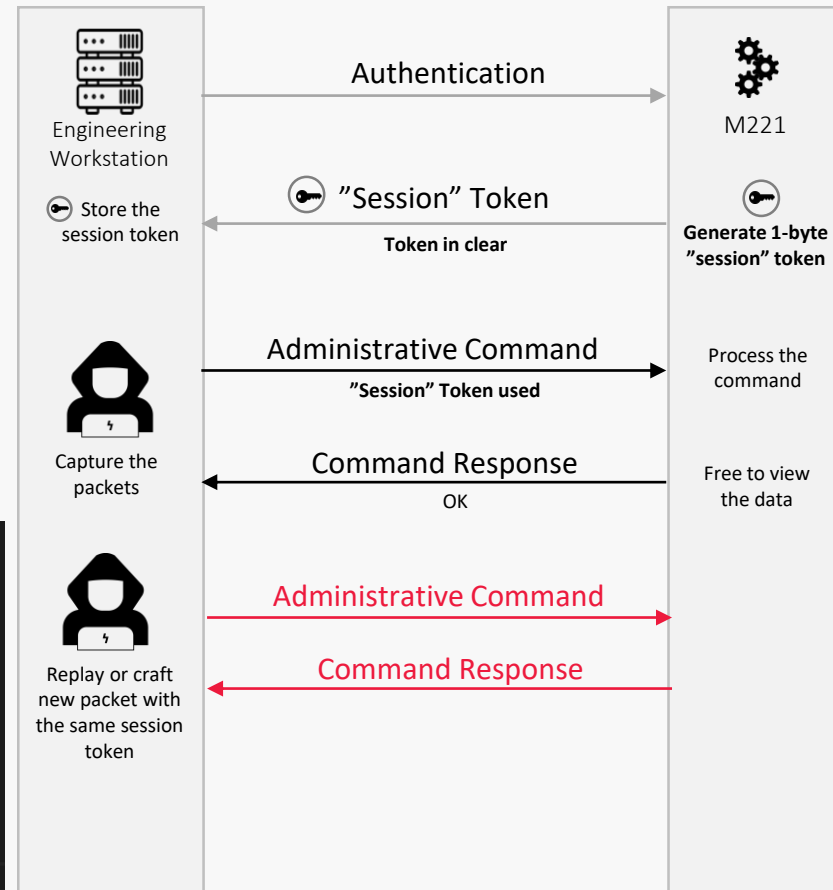 Authentication
Engineering
Workstation
M221
Store the
session token
”Session” Token
Token in clear
Generate 1-byte
”session” token
Administrative Command
”Session” Token used
Process the
command
Capture the
packets
Command Response
OK
Free to view
the data
Administrative Command
Command Response
Replay or craft
new packet with
the same session
token